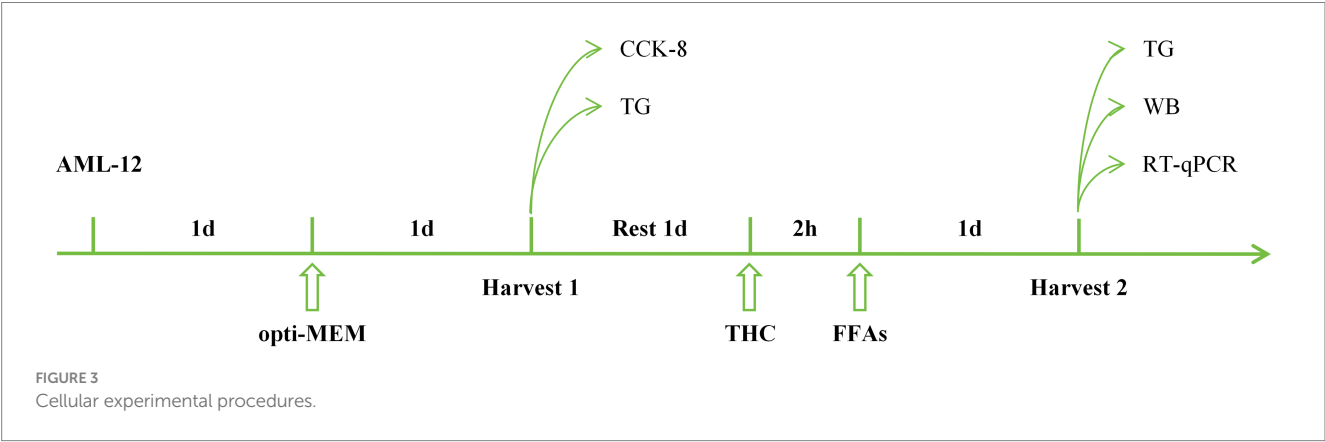 CCK-8
TG
TG
WB
RT-qPCR
AML-12
1d
1d
Rest 1d
2h
1d
Harvest 1
Harvest 2
opti-MEM
THC
FFAs
FIGURE 3
Cellular experimental procedures.